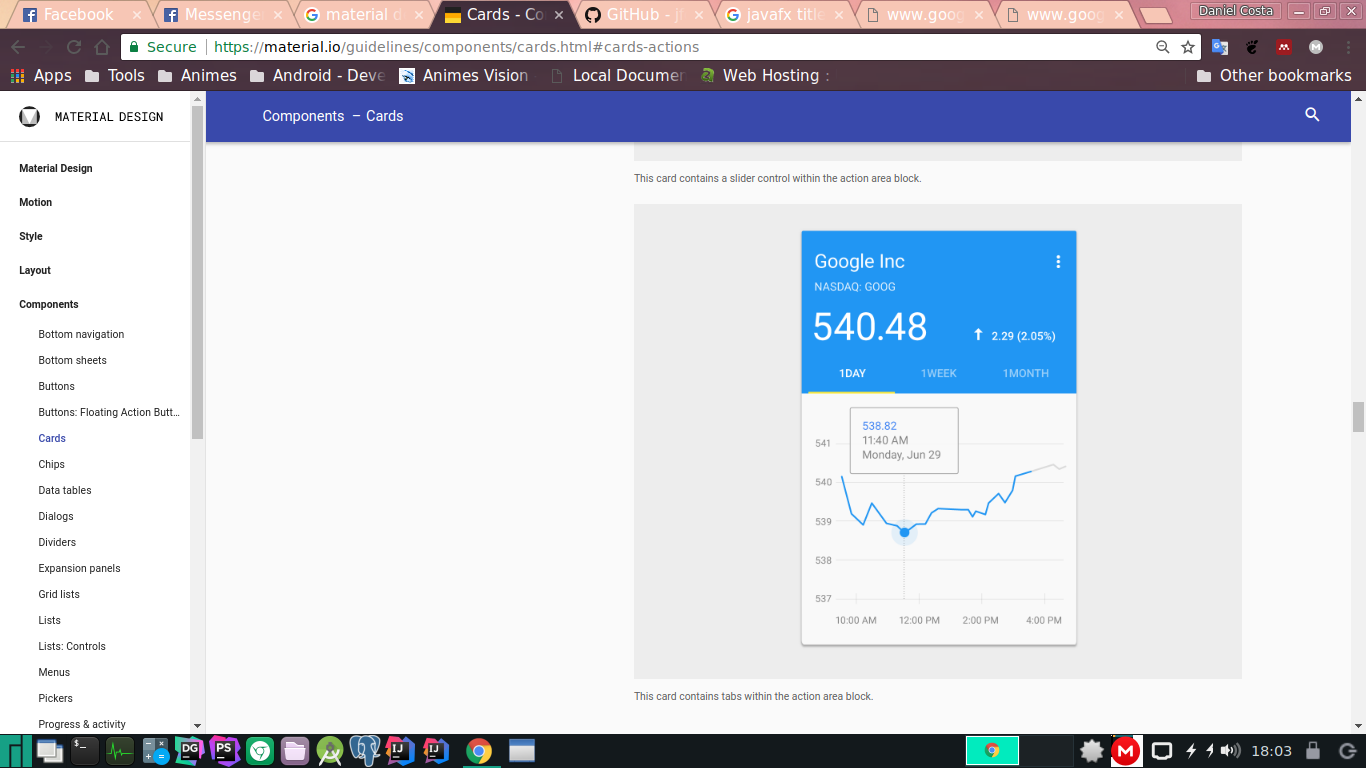 Daniel Costa
Facebook
Messenge
material d
Cards - Co
GitHub - jf
javafx title
www.goog
www.goog
Secure
https://material.io/guidelines/components/cards.html#cards-actions
Apps
Tools
Animes
Android - Deve
Animes Vision
Local Documen
Web Hosting :
Other bookmarks
MATERIAL DESIGN
Components – Cards
Material Design
Motion
Style
Layout
Components
Bottom navigation
Bottom sheets
Buttons
Buttons: Floating Action Butt...
Cards
Chips
Data tables
Dialogs
Dividers
Expansion panels
Grid lists
Lists
Lists: Controls
Menus
Pickers
Progress & activity
This card contains a slider control within the action area block.
Google Inc
NASDAQ: GOOG
540.48
2.29 (2.05%)
1DAY 1WEEK 1MONTH
538.82
11:40 AM
Monday, Jun 29
541
540
539
538
537
10:00 AM 12:00 PM 2:00 PM 4:00 PM
This card contains tabs within the action area block.
DG
PS
IJ
IJ
M
18:03